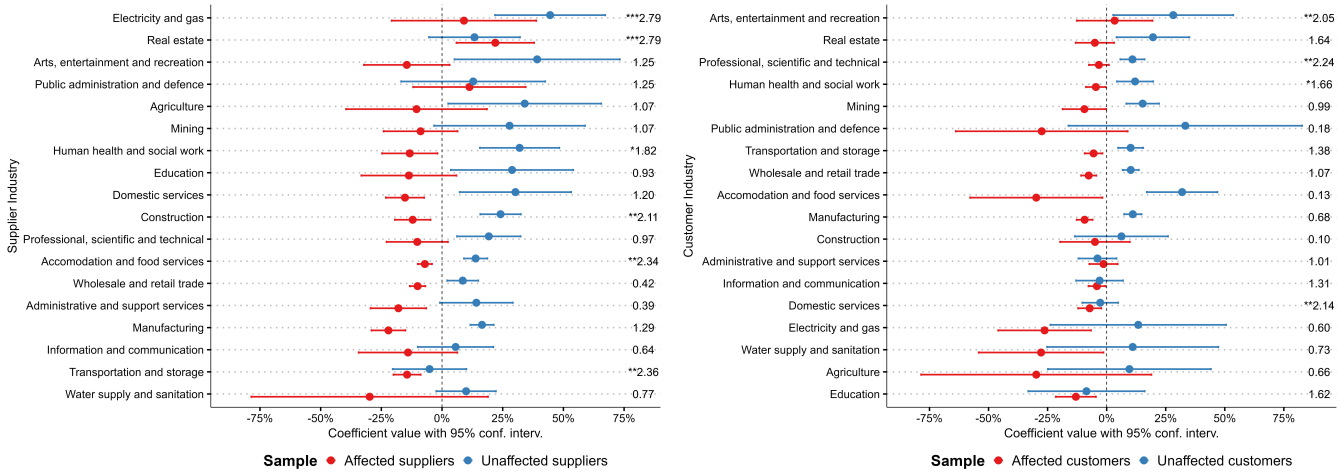 Supplier Industry
Electricity and gas ***2.79
Real estate ***2.79
Arts, entertainment and recreation 1.25
Public administration and defence 1.25
Agriculture 1.07
Mining 1.07
Human health and social work *1.82
Education 0.93
Domestic services 1.20
Construction **2.11
Professional, scientific and technical 0.97
Accomodation and food services **2.34
Wholesale and retail trade 0.42
Administrative and support services 0.39
Manufacturing 1.29
Information and communication 0.64
Transportation and storage **2.36
Water supply and sanitation 0.77
-75% -50% -25% 0% 25% 50% 75%
Coefficient value with 95% conf. interv.
Sample Affected suppliers Unaffected suppliers
Customer Industry
Arts, entertainment and recreation **2.05
Real estate 1.64
Professional, scientific and technical **2.24
Human health and social work *1.66
Mining 0.99
Public administration and defence 0.18
Transportation and storage 1.38
Wholesale and retail trade 1.07
Accomodation and food services 0.13
Manufacturing 0.68
Construction 0.10
Administrative and support services 1.01
Information and communication 1.31
Domestic services **2.14
Electricity and gas 0.60
Water supply and sanitation 0.73
Agriculture 0.66
Education 1.62
-75% -50% -25% 0% 25% 50% 75%
Coefficient value with 95% conf. interv.
Sample Affected customers Unaffected customers